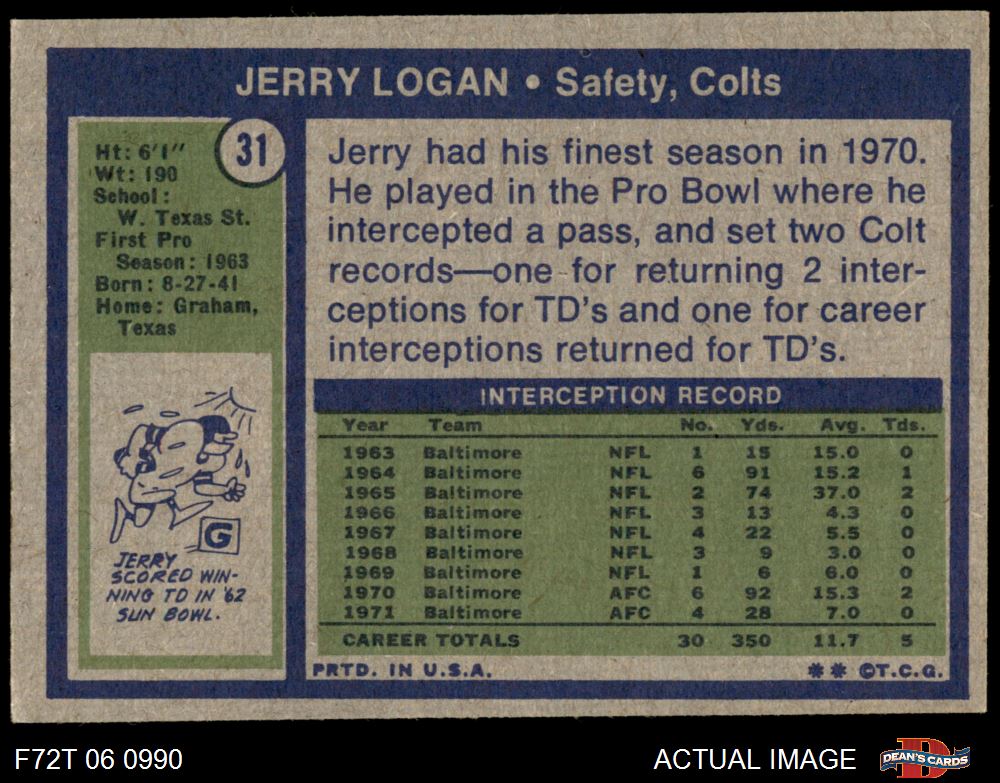 JERRY LOGAN • Safety, Colts
31
Ht: 6'1"
Wt: 190
School:
W. Texas St.
First Pro
Season: 1963
Born: 8-27-41
Home: Graham,
Texas
G
JERRY
SCORED WIN-
NING TD IN '62
SUN BOWL.
Jerry had his finest season in 1970.
He played in the Pro Bowl where he
intercepted a pass, and set two Colt
records—one for returning 2 inter-
ceptions for TD's and one for career
interceptions returned for TD's.
INTERCEPTION RECORD
Year Team No. Yds. Avg. Tds.
1963 Baltimore NFL 1 15 15.0 0
1964 Baltimore NFL 6 91 15.2 1
1965 Baltimore NFL 2 74 37.0 2
1966 Baltimore NFL 3 13 4.3 0
1967 Baltimore NFL 4 22 5.5 0
1968 Baltimore NFL 3 9 3.0 0
1969 Baltimore NFL 1 6 6.0 0
1970 Baltimore AFC 6 92 15.3 2
1971 Baltimore AFC 4 28 7.0 0
CAREER TOTALS 30 350 11.7 5
PRTD. IN U.S.A. ** ©T.C.G.
F72T 06 0990 ACTUAL IMAGE D DEAN'S CARDS